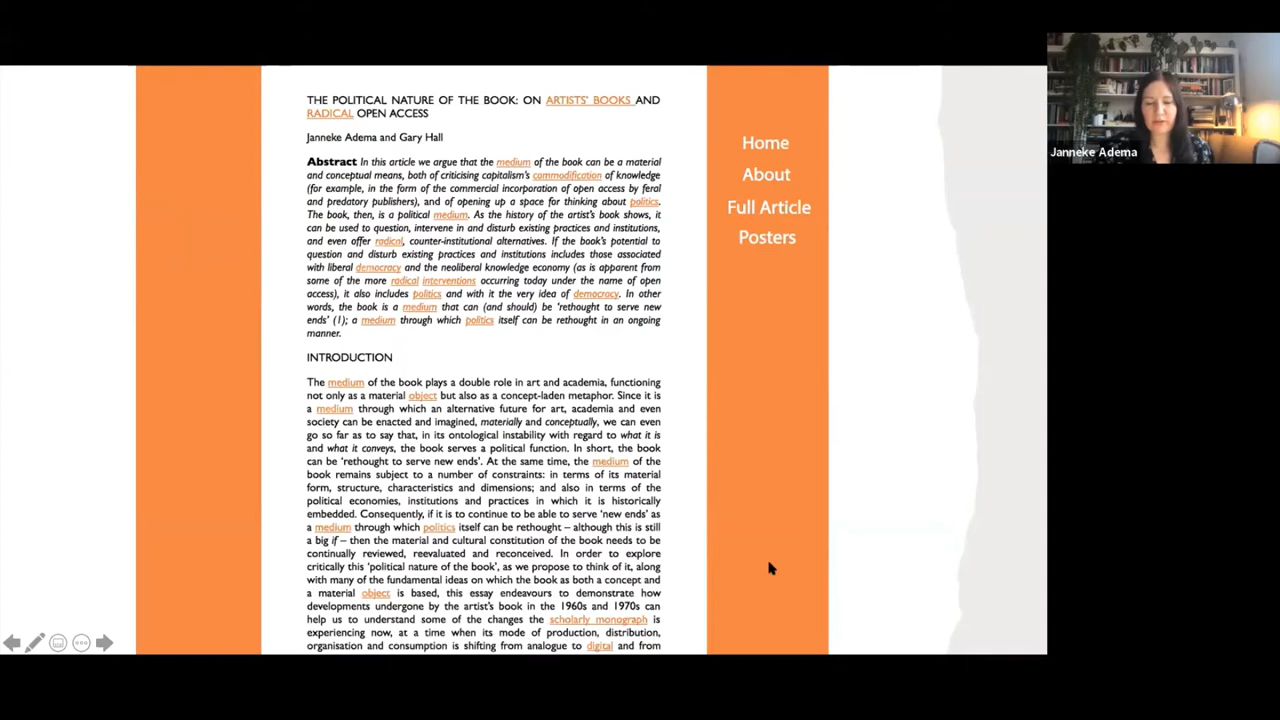 THE POLITICAL NATURE OF THE BOOK: ON ARTISTS' BOOKS AND
RADICAL OPEN ACCESS
Janneke Adema and Gary Hall
Abstract In this article we argue that the medium of the book can be a material
and conceptual means, both of criticising capitalism's commodification of knowledge
(for example, in the form of the commercial incorporation of open access by feral
and predatory publishers), and of opening up a space for thinking about politics.
The book, then, is a political medium. As the history of the artist's book shows, it
can be used to question, intervene in and disturb existing practices and institutions,
and even offer radical, counter-institutional alternatives. If the book's potential to
question and disturb existing practices and institutions includes those associated
with liberal democracy and the neoliberal knowledge economy (as is apparent from
some of the more radical interventions occurring today under the name of open
access), it also includes politics and with it the very idea of democracy. In other
words, the book is a medium that can (and should) be 'rethought to serve new
ends' (1); a medium through which politics itself can be rethought in an ongoing
manner.
INTRODUCTION
The medium of the book plays a double role in art and academia, functioning
not only as a material object but also as a concept-laden metaphor. Since it is
a medium through which an alternative future for art, academia and even
society can be enacted and imagined, materially and conceptually, we can even
go so far as to say that, in its ontological instability with regard to what it is
and what it conveys, the book serves a political function. In short, the book
can be 'rethought to serve new ends'. At the same time, the medium of the
book remains subject to a number of constraints: in terms of its material
form, structure, characteristics and dimensions; and also in terms of the
political economies, institutions and practices in which it is historically
embedded. Consequently, if it is to continue to be able to serve 'new ends' as
a medium through which politics itself can be rethought – although this is still
a big if – then the material and cultural constitution of the book needs to be
continually reviewed, reevaluated and reconceived. In order to explore
critically this 'political nature of the book', as we propose to think of it, along
with many of the fundamental ideas on which the book as both a concept and
a material object is based, this essay endeavours to demonstrate how
developments undergone by the artist's book in the 1960s and 1970s can
help us to understand some of the changes the scholarly monograph is
experiencing now, at a time when its mode of production, distribution,
organisation and consumption is shifting from analogue to digital and from
Home
About
Full Article
Posters
Janneke Adema